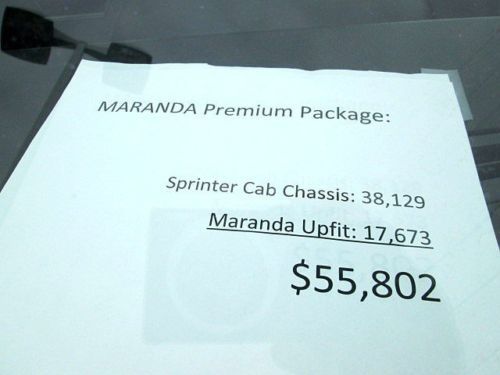 MARANDA Premium Package:
Sprinter Cab Chassis: 38,129
Maranda Upfit: 17,673
$55,802